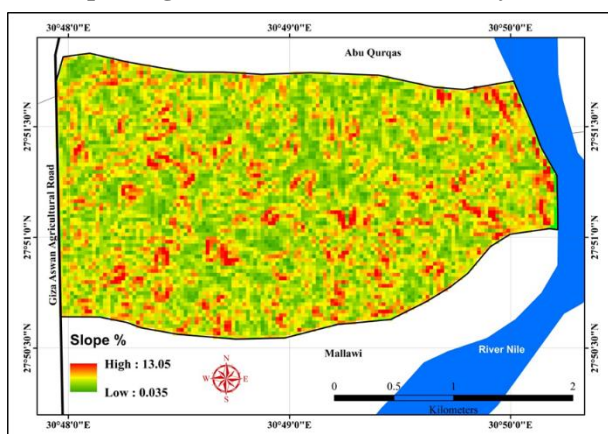 30°48'0"E 30°49'0"E 30°50'0"E
Abu Qurqas
27°51'30"N 27°51'30"N
Giza Aswan Agricultural Road
27°51'0"N 27°51'0"N
27°50'30"N 27°50'30"N
Slope %
High : 13.05
Low : 0.035
N
W E
S
Mallawi
River Nile
0 0.5 1 2
Kilometers
30°48'0"E 30°49'0"E 30°50'0"E